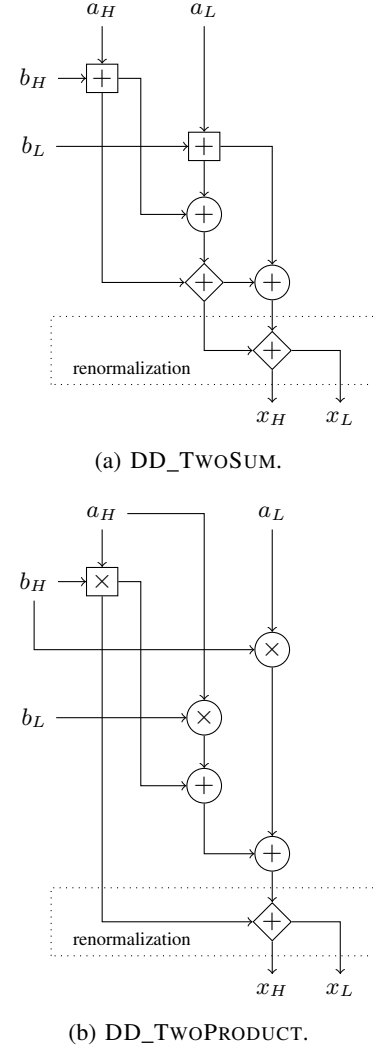 a_H a_L
b_H +
b_L +
+
+ +
+
renormalization
x_H x_L
(a) DD_TWOSUM.
a_H a_L
b_H ×
×
b_L ×
+
+
+
renormalization
x_H x_L
(b) DD_TWOPRODUCT.